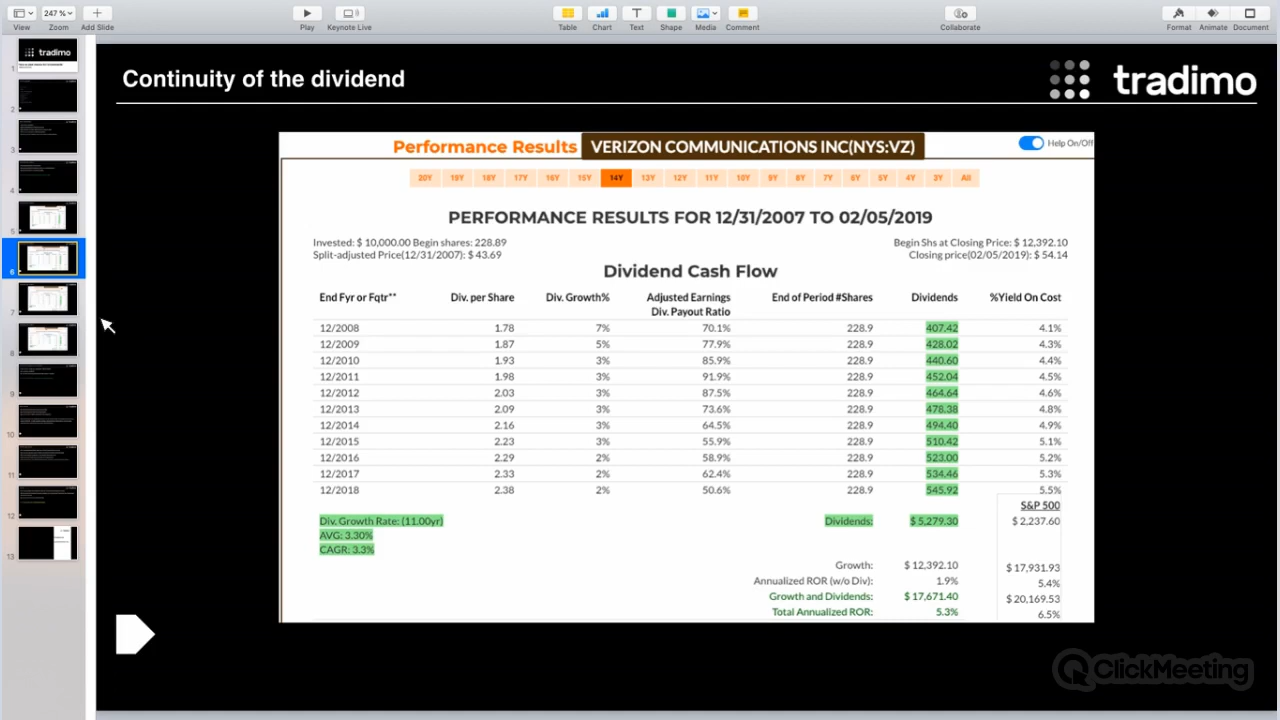 247 %
View Zoom Add Slide Play Keynote Live Table Chart Text Shape Media Comment Collaborate Format Animate Document
Continuity of the dividend
tradimo
tradimo
Performance Results VERIZON COMMUNICATIONS INC(NYS:VZ) Help On/Off
20Y 19Y 18Y 17Y 16Y 15Y 14Y 13Y 12Y 11Y 10Y 9Y 8Y 7Y 6Y 5Y 4Y 3Y All
PERFORMANCE RESULTS FOR 12/31/2007 TO 02/05/2019
Invested: $ 10,000.00 Begin shares: 228.89 Begin Shs at Closing Price: $ 12,392.10
Split-adjusted Price(12/31/2007): $ 43.69 Closing price(02/05/2019): $ 54.14
Dividend Cash Flow
End Fyr or Fqtr** Div. per Share Div. Growth% Adjusted Earnings End of Period #Shares Dividends %Yield On Cost
Div. Payout Ratio
12/2008 1.78 7% 70.1% 228.9 407.42 4.1%
12/2009 1.87 5% 77.9% 228.9 428.02 4.3%
12/2010 1.93 3% 85.9% 228.9 440.60 4.4%
12/2011 1.98 3% 91.9% 228.9 452.04 4.5%
12/2012 2.03 3% 87.5% 228.9 464.64 4.6%
12/2013 2.09 3% 73.6% 228.9 478.38 4.8%
12/2014 2.16 3% 64.5% 228.9 494.40 4.9%
12/2015 2.23 3% 55.9% 228.9 510.42 5.1%
12/2016 2.29 2% 58.9% 228.9 523.00 5.2%
12/2017 2.33 2% 62.4% 228.9 534.46 5.3%
12/2018 2.38 2% 50.6% 228.9 545.92 5.5%
S&P 500
Div. Growth Rate: (11.00yr) Dividends: $ 5,279.30 $ 2,237.60
AVG: 3.30%
CAGR: 3.3%
Growth: $ 12,392.10 $ 17,931.93
Annualized ROR (w/o Div): 1.9% 5.4%
Growth and Dividends: $ 17,671.40 $ 20,169.53
Total Annualized ROR: 5.3% 6.5%
1
2
3
4
5
6
7
8
9
10
11
12
13
ClickMeeting